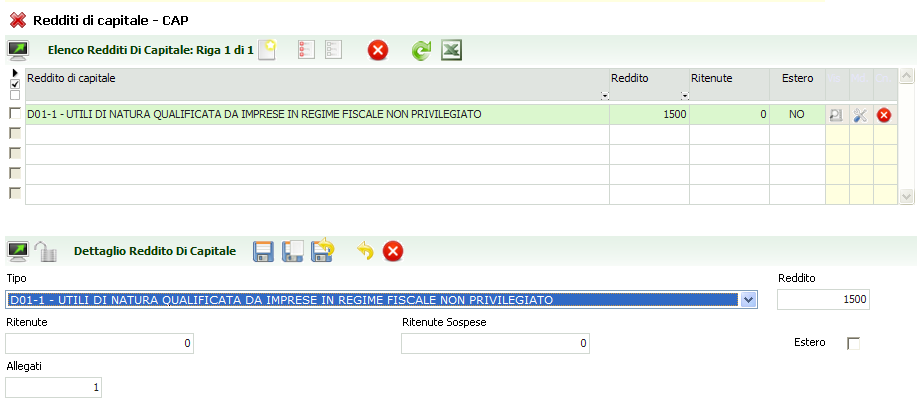 Redditi di capitale - CAP
Elenco Redditi Di Capitale: Riga 1 di 1
Reddito di capitale Reddito Ritenute Estero
D01-1 - UTILI DI NATURA QUALIFICATA DA IMPRESE IN REGIME FISCALE NON PRIVILEGIATO 1500 0 NO
Dettaglio Reddito Di Capitale
Tipo Reddito
D01-1 - UTILI DI NATURA QUALIFICATA DA IMPRESE IN REGIME FISCALE NON PRIVILEGIATO 1500
Ritenute Ritenute Sospese
0 0 Estero
Allegati
1